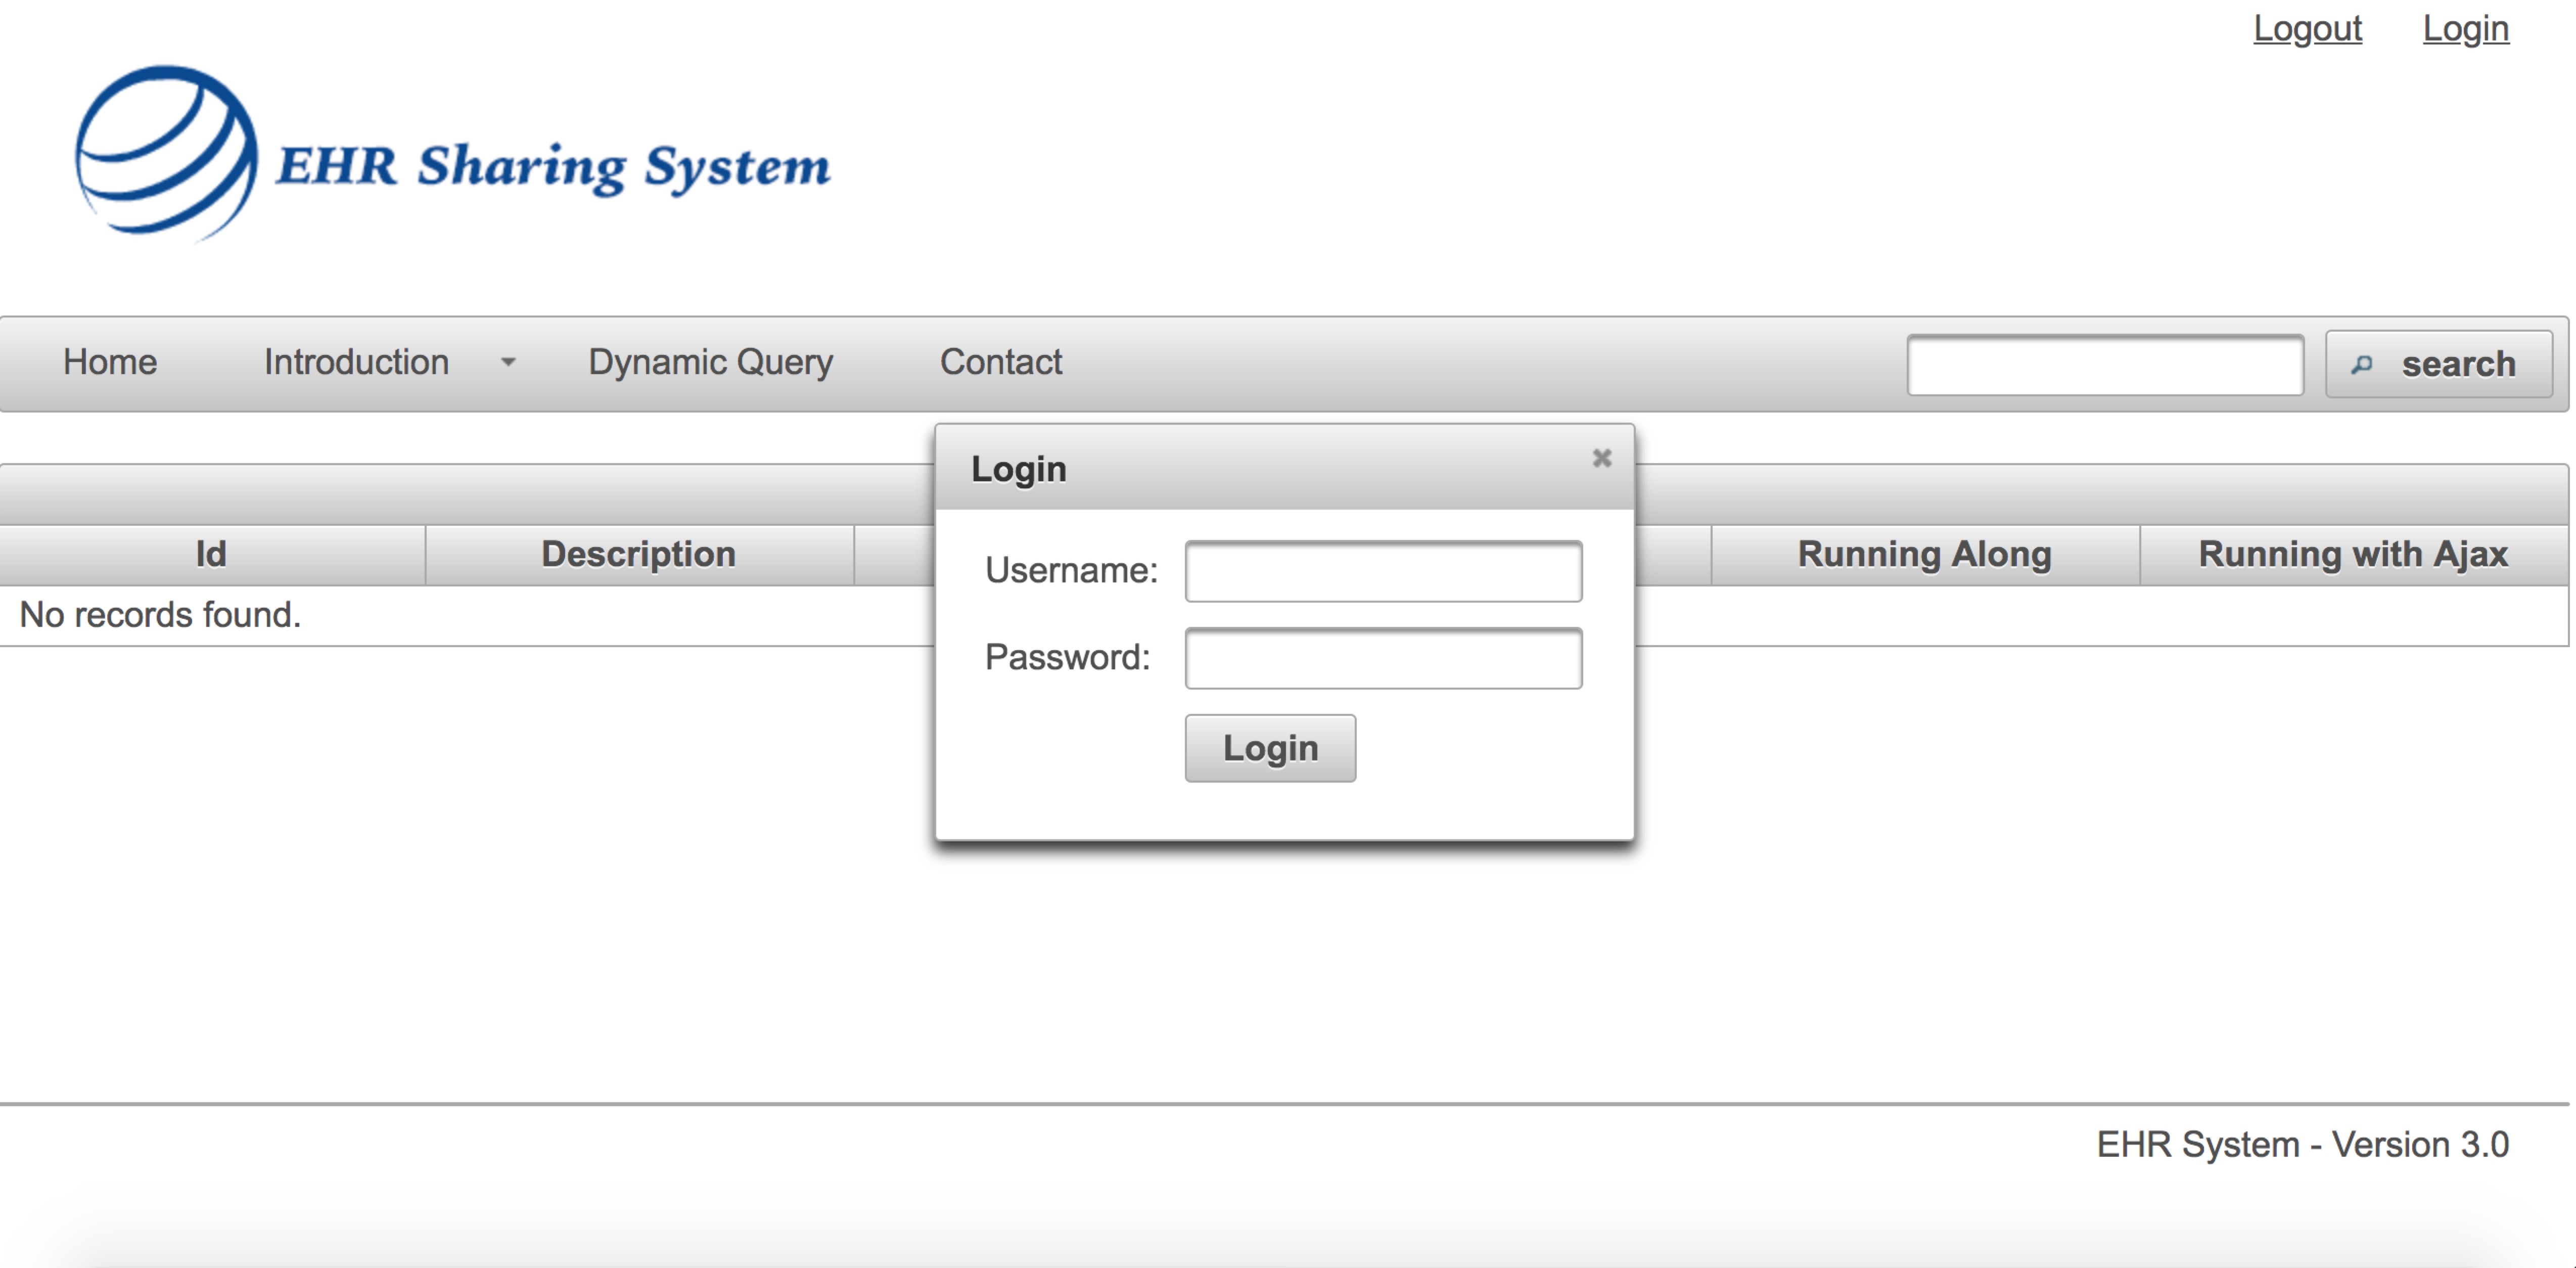 Logout Login
EHR Sharing System
Home Introduction Dynamic Query Contact search
Login
Id Description Running Along Running with Ajax
No records found.
Username:
Password:
Login
EHR System - Version 3.0